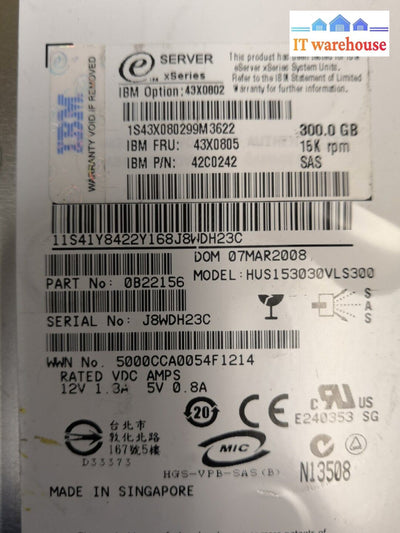 IT warehouse
e SERVER
xSeries
This product has been
eServer xSeries System Units.
IBM Option: 43X0802
Refer to the IBM Statement of Limited
Warranty for further information.
IBM
WARRANTY VOID IF REMOVED
1S43X080299M3622
300.0 GB
IBM FRU: 43X0805
15K rpm
IBM P/N: 42C0242
SAS
11S41Y8422Y168J8WDH23C
DOM 07MAR2008
PART No: 0B22156
MODEL: HUS153030VLS300
SAS
SERIAL No: J8WDH23C
WWN No. 5000CCA0054F1214
RATED VDC AMPS
12V 1.3A 5V 0.8A
20
CE
c RU US
E240353 SG
台北市
敦化北路
167號5樓
D33373
MIC
HGS-VPB-SAS(B)
N13508
MADE IN SINGAPORE